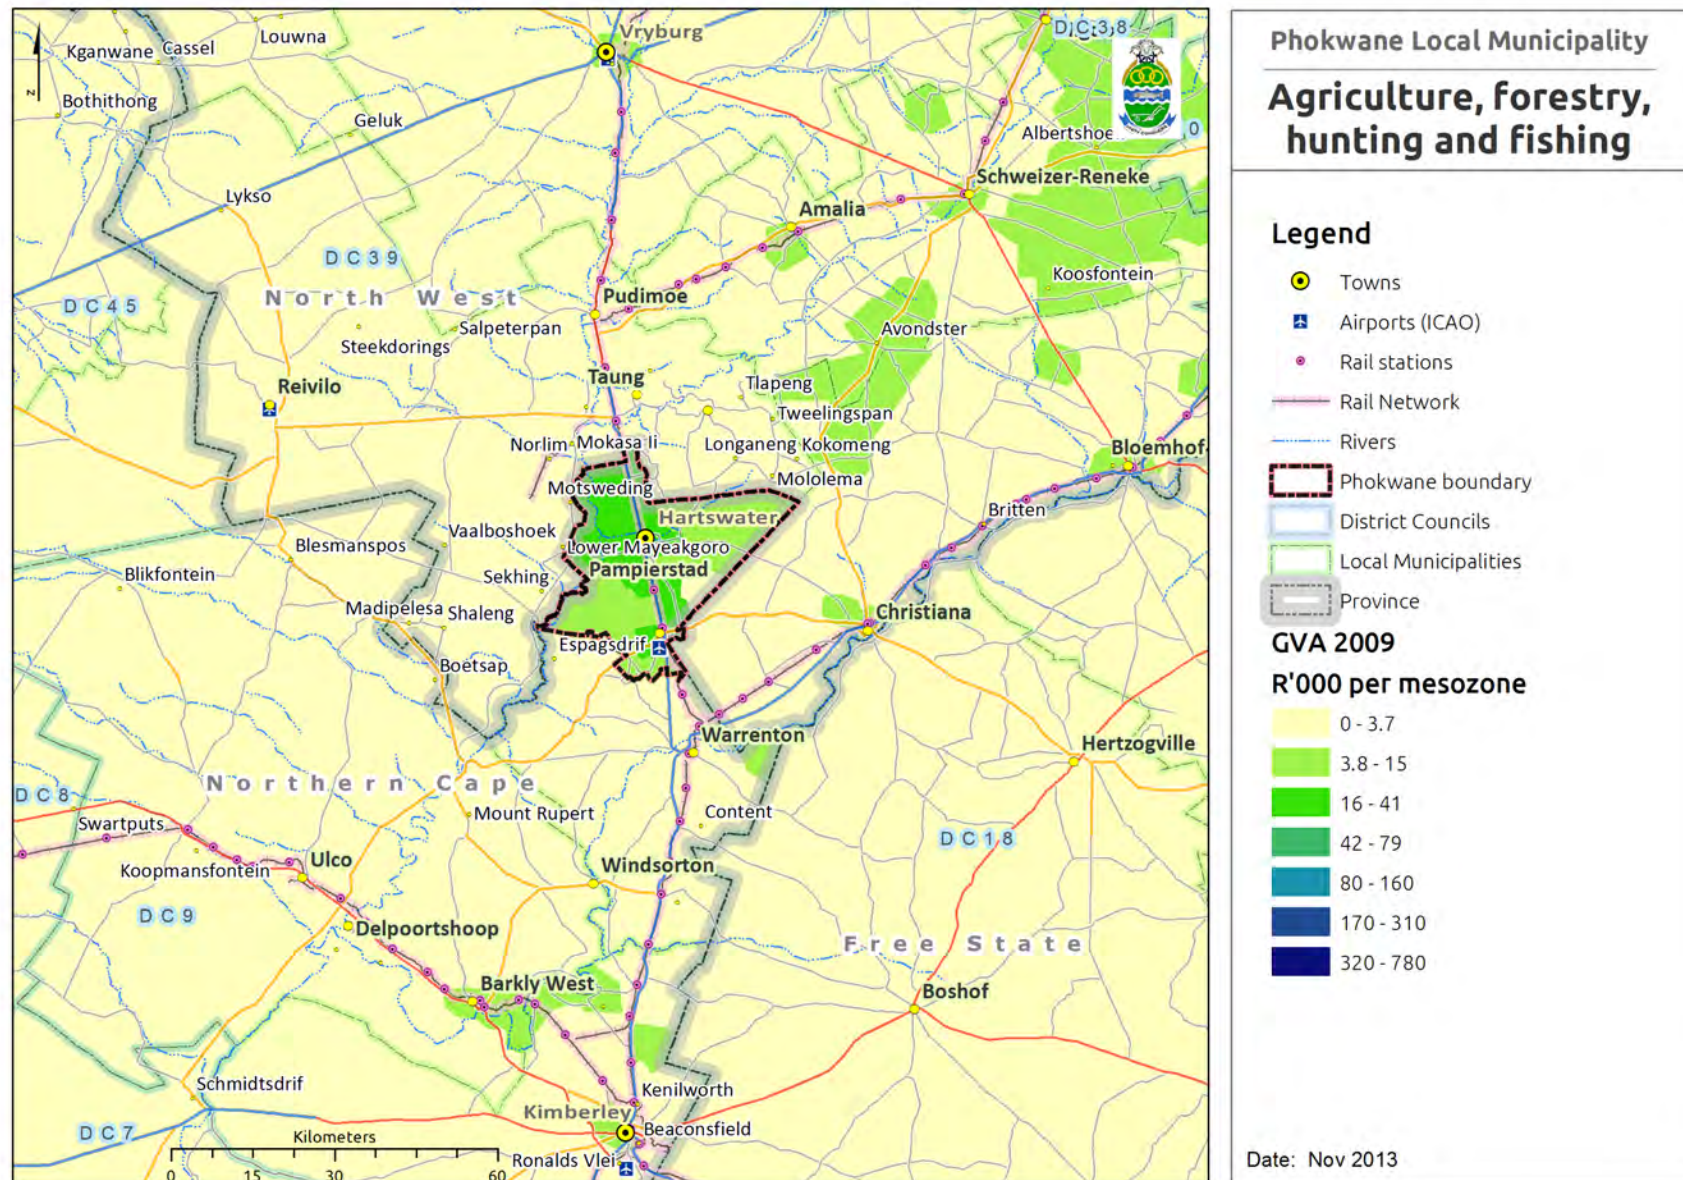 Vryburg
DC38
Louwna
Kganwane
Cassel
Bothithong
Geluk
Albertshoe
0
Schweizer-Reneke
Lykso
Amalia
DC39
North West
DC45
Koosfontein
Pudimoe
Salpeterpan
Steekdorings
Avondster
Reivilo
Taung
Tlapeng
Tweelingspan
Norlim
Mokasa Ii
Longaneng
Kokomeng
Bloemhof
Motsweding
Mololema
Hartswater
Britten
Vaalboshoek
Blesmanspos
Lower Mayeakgoro
Pampierstad
Blikfontein
Sekhing
Madipelesa
Shaleng
Christiana
Espagsdrif
Boetsap
Warrenton
Hertzogville
Northern Cape
DC8
Swartputs
Mount Rupert
Content
DC18
Ulco
Koopmansfontein
Windsorton
DC9
Delpoortshoop
Free State
Barkly West
Boshof
Schmidtsdrif
Kenilworth
Kimberley
Beaconsfield
DC7
Ronalds Vlei
Kilometers
0 15 30 60
N
Phokwane Local Municipality
Agriculture, forestry,
hunting and fishing
Legend
Towns
Airports (ICAO)
Rail stations
Rail Network
Rivers
Phokwane boundary
District Councils
Local Municipalities
Province
GVA 2009
R'000 per mesozone
0 - 3.7
3.8 - 15
16 - 41
42 - 79
80 - 160
170 - 310
320 - 780
Date: Nov 2013